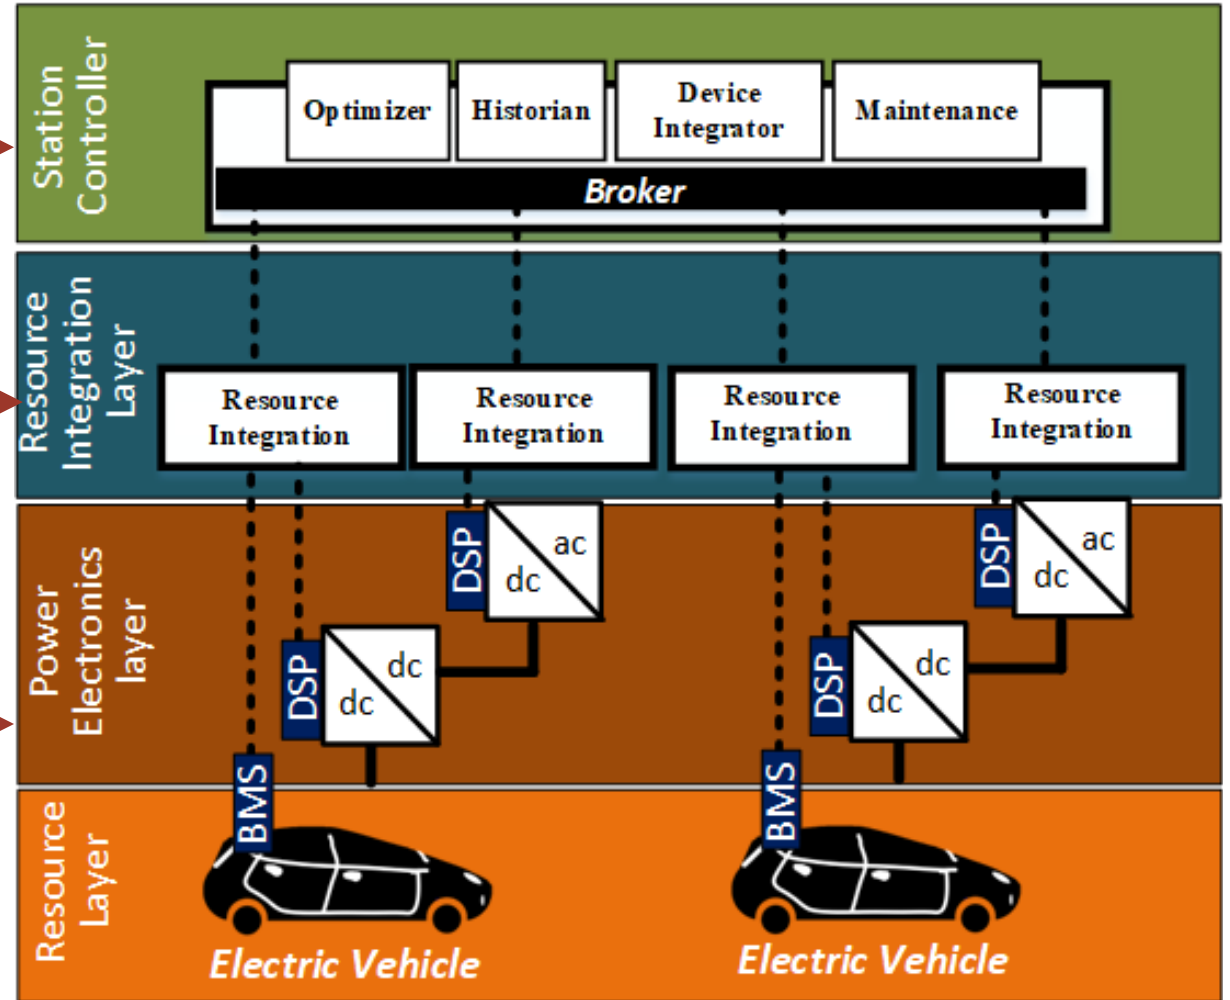 Station
Controller
Optimizer
Historian
Device
Integrator
Maintenance
Broker
Resource
Integration
Layer
Resource
Integration
Resource
Integration
Resource
Integration
Resource
Integration
Power
Electronics
layer
DSP
ac
dc
DSP
dc
dc
DSP
ac
dc
DSP
dc
dc
Resource
Layer
BMS
Electric Vehicle
BMS
Electric Vehicle